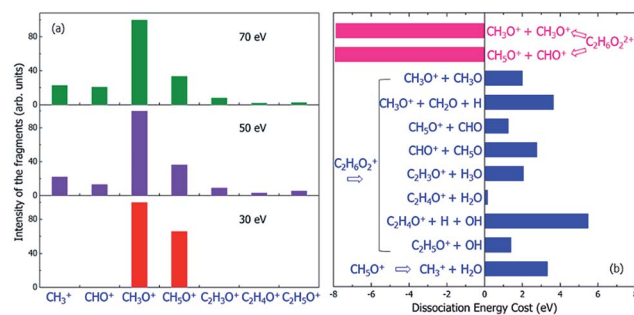 (a)
70 eV
80
40
0
50 eV
80
40
0
30 eV
80
40
0
Intensity of the fragments (arb. units)
CH₃⁺ CHO⁺ CH₃O⁺ CH₅O⁺ C₂H₃O⁺ C₂H₄O⁺ C₂H₅O⁺
CH₃O⁺ + CH₃O⁺
C₂H₆O₂²⁺
CH₅O⁺ + CHO⁺
CH₃O⁺ + CH₃O
CH₃O⁺ + CH₂O + H
CH₅O⁺ + CHO
CHO⁺ + CH₅O
C₂H₆O₂⁺
⇨
C₂H₃O⁺ + H₃O
C₂H₄O⁺ + H₂O
C₂H₄O⁺ + H + OH
C₂H₅O⁺ + OH
CH₅O⁺ ⇨ CH₃⁺ + H₂O
(b)
-8 -6 -4 -2 0 2 4 6 8
Dissociation Energy Cost (eV)